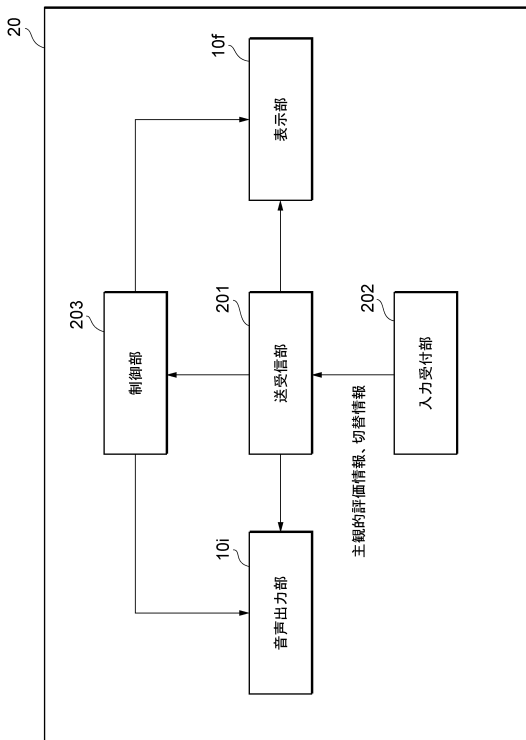 20
203
制御部
10i
音声出力部
201
送受信部
10f
表示部
主観的評価情報、切替情報
202
入力受付部